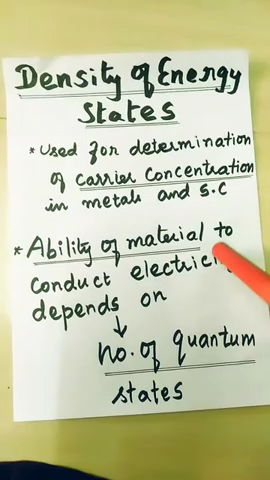 Density of Energy
States
* Used for determination
of carrier concentration
in metals and S.C
* Ability of material to
conduct
depends on
↓
no. of quantum
states